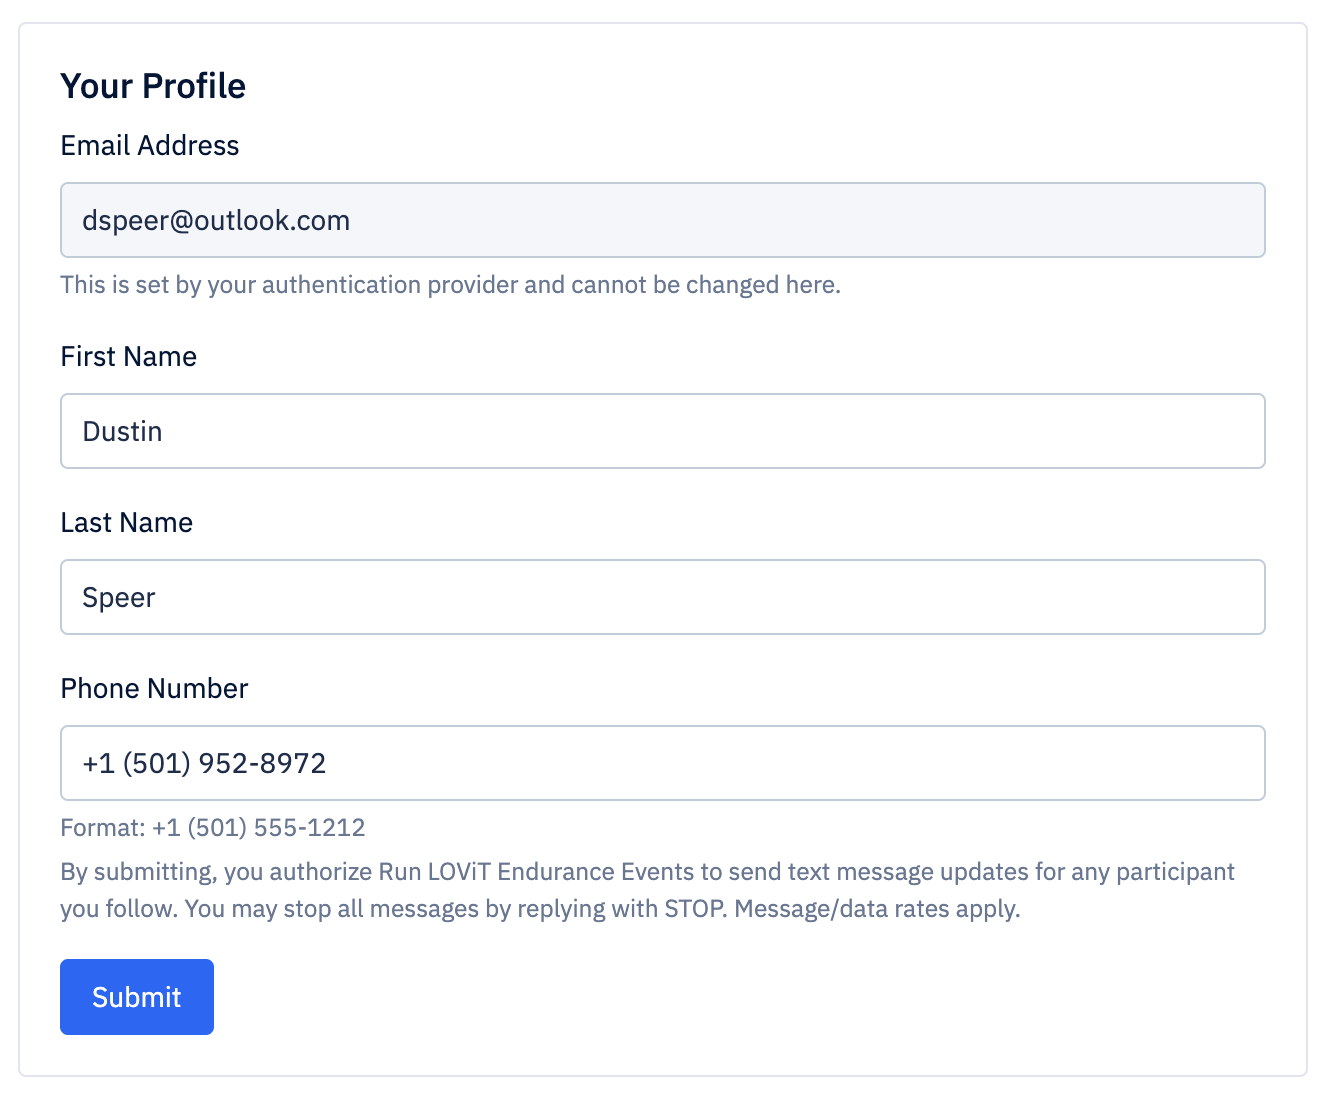 Your Profile
Email Address
dspeer@outlook.com
This is set by your authentication provider and cannot be changed here.
First Name
Dustin
Last Name
Speer
Phone Number
+1 (501) 952-8972
Format: +1 (501) 555-1212
By submitting, you authorize Run LOViT Endurance Events to send text message updates for any participant
you follow. You may stop all messages by replying with STOP. Message/data rates apply.
Submit